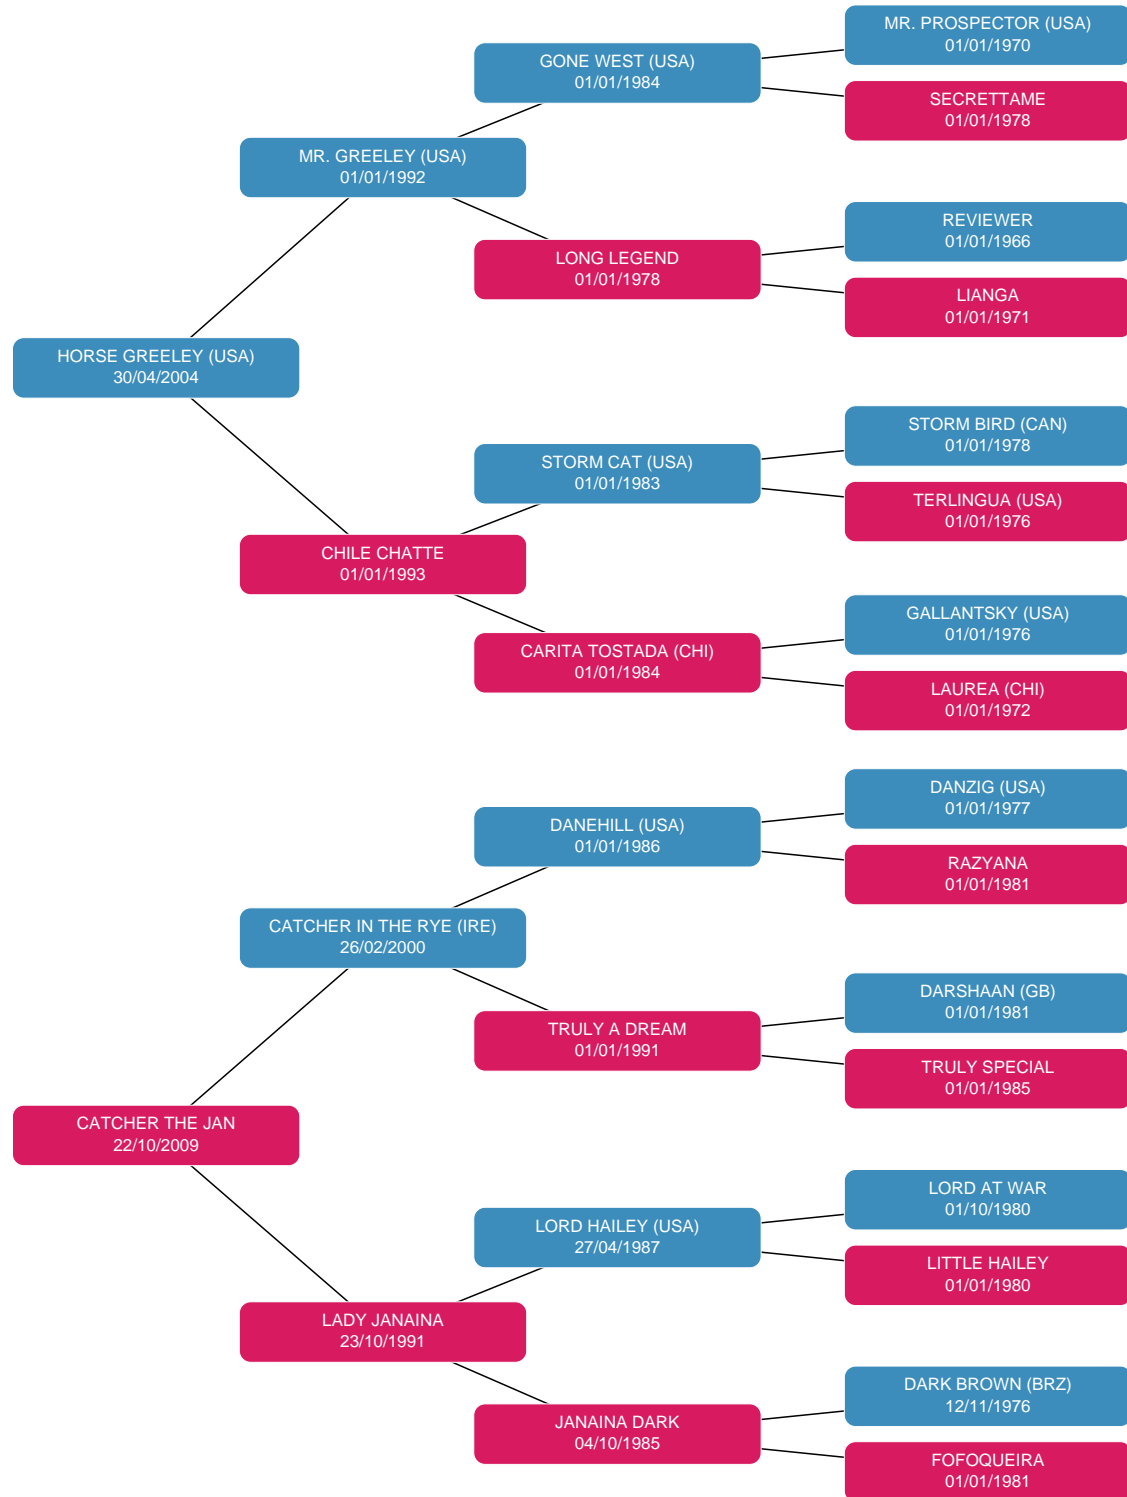 MR. PROSPECTOR (USA)
01/01/1970
GONE WEST (USA)
01/01/1984
SECRETTAME
01/01/1978
MR. GREELEY (USA)
01/01/1992
REVIEWER
01/01/1966
LONG LEGEND
01/01/1978
LIANGA
01/01/1971
HORSE GREELEY (USA)
30/04/2004
STORM BIRD (CAN)
01/01/1978
STORM CAT (USA)
01/01/1983
TERLINGUA (USA)
01/01/1976
CHILE CHATTE
01/01/1993
GALLANTSKY (USA)
01/01/1976
CARITA TOSTADA (CHI)
01/01/1984
LAUREA (CHI)
01/01/1972
DANZIG (USA)
01/01/1977
DANEHILL (USA)
01/01/1986
RAZYANA
01/01/1981
CATCHER IN THE RYE (IRE)
26/02/2000
DARSHAAN (GB)
01/01/1981
TRULY A DREAM
01/01/1991
TRULY SPECIAL
01/01/1985
CATCHER THE JAN
22/10/2009
LORD AT WAR
01/10/1980
LORD HAILEY (USA)
27/04/1987
LITTLE HAILEY
01/01/1980
LADY JANAINA
23/10/1991
DARK BROWN (BRZ)
12/11/1976
JANAINA DARK
04/10/1985
FOFOQUEIRA
01/01/1981